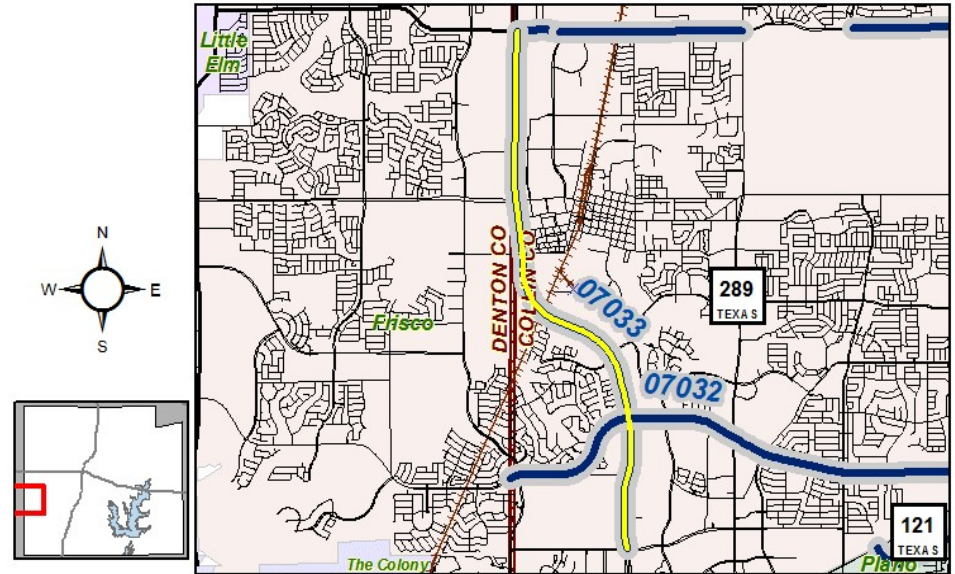 Little
Elm
N
W
E
S
DENTON CO
COLLIN CO
07033
289
TEXAS
Frisco
07032
121
TEXAS
The Colony
Plano